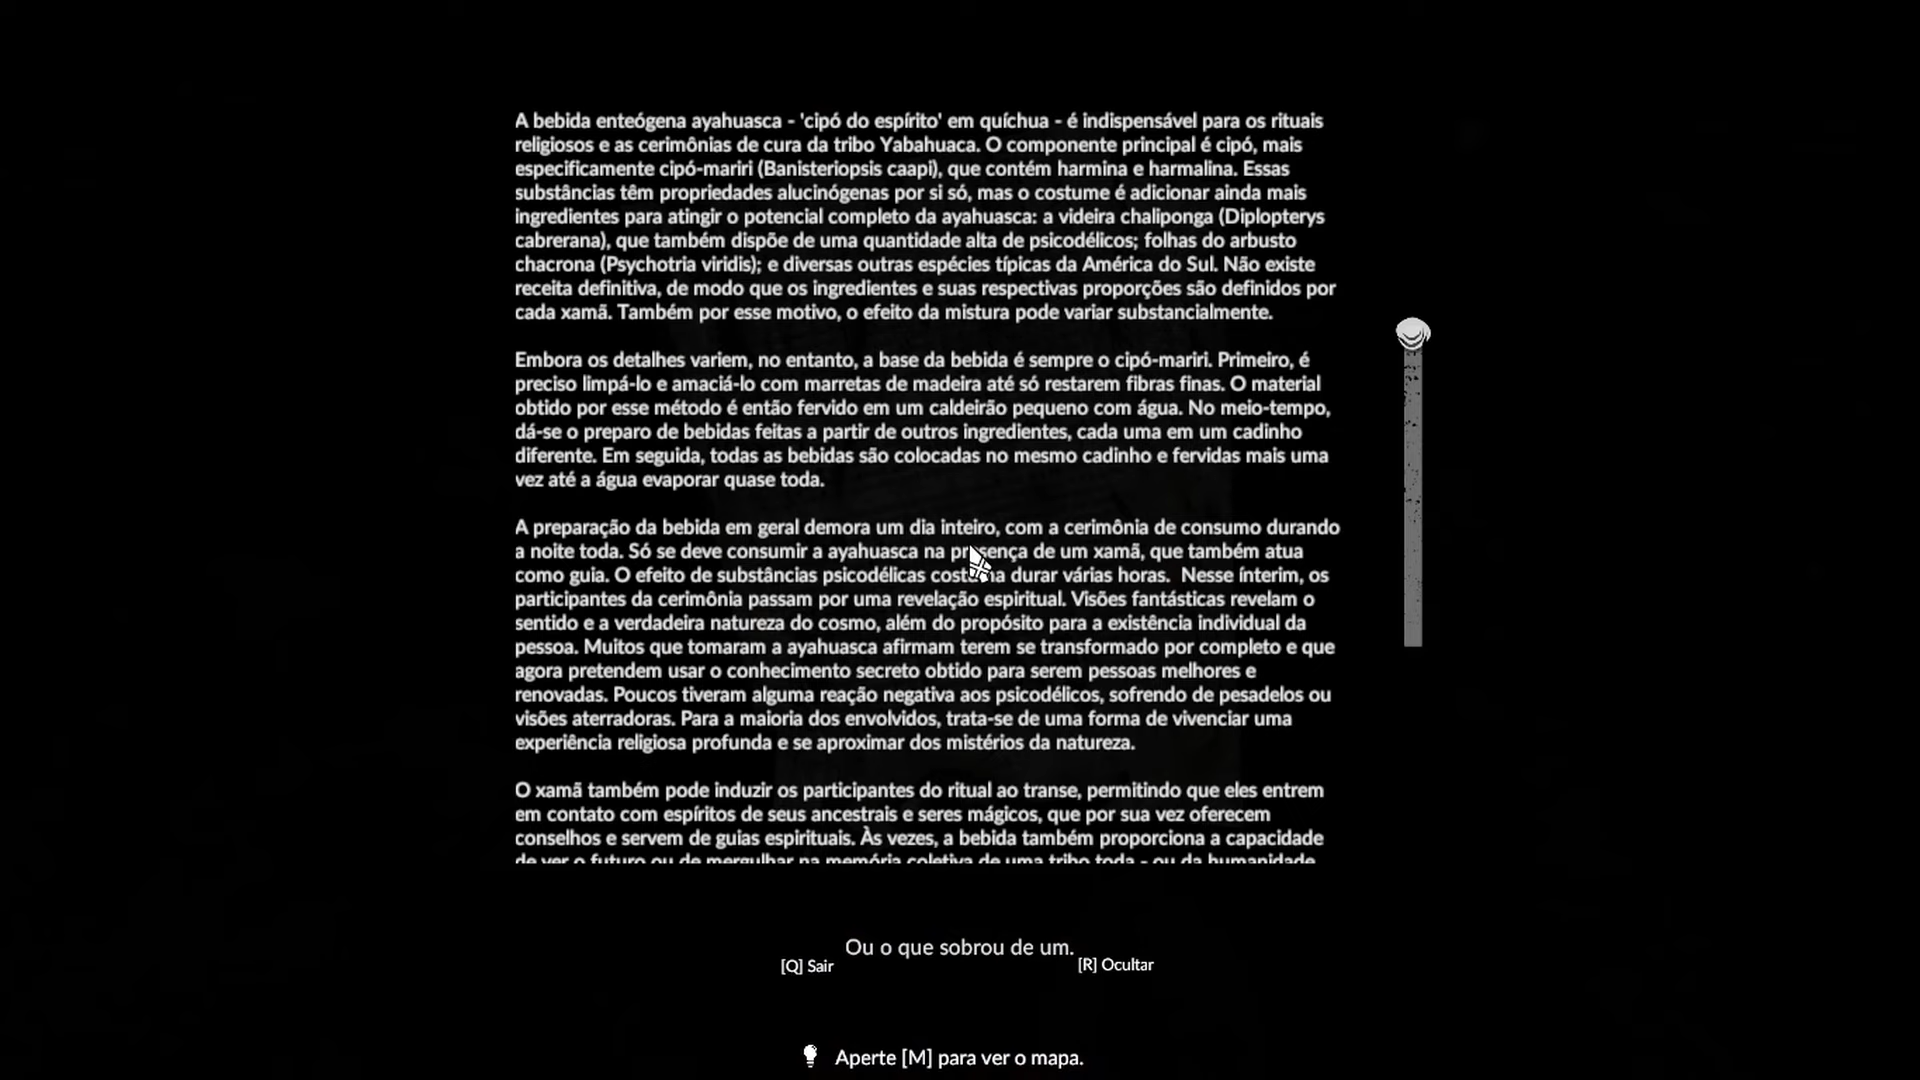 A bebida enteógena ayahuasca - 'cipó do espírito' em quíchua - é indispensável para os rituais
religiosos e as cerimônias de cura da tribo Yabahuaca. O componente principal é cipó, mais
especificamente cipó-mariri (Banisteriopsis caapi), que contém harmina e harmalina. Essas
substâncias têm propriedades alucinógenas por si só, mas o costume é adicionar ainda mais
ingredientes para atingir o potencial completo da ayahuasca: a videira chaliponga (Diplopterys
cabrerana), que também dispõe de uma quantidade alta de psicodélicos; folhas do arbusto
chacrona (Psychotria viridis); e diversas outras espécies típicas da América do Sul. Não existe
receita definitiva, de modo que os ingredientes e suas respectivas proporções são definidos por
cada xamã. Também por esse motivo, o efeito da mistura pode variar substancialmente.
Embora os detalhes variem, no entanto, a base da bebida é sempre o cipó-mariri. Primeiro, é
preciso limpá-lo e amaciá-lo com marretas de madeira até só restarem fibras finas. O material
obtido por esse método é então fervido em um caldeirão pequeno com água. No meio-tempo,
dá-se o preparo de bebidas feitas a partir de outros ingredientes, cada uma em um cadinho
diferente. Em seguida, todas as bebidas são colocadas no mesmo cadinho e fervidas mais uma
vez até a água evaporar quase toda.
A preparação da bebida em geral demora um dia inteiro, com a cerimônia de consumo durando
a noite toda. Só se deve consumir a ayahuasca na presença de um xamã, que também atua
como guia. O efeito de substâncias psicodélicas costuma durar várias horas. Nesse ínterim, os
participantes da cerimônia passam por uma revelação espiritual. Visões fantásticas revelam o
sentido e a verdadeira natureza do cosmo, além do propósito para a existência individual da
pessoa. Muitos que tomaram a ayahuasca afirmam terem se transformado por completo e que
agora pretendem usar o conhecimento secreto obtido para serem pessoas melhores e
renovadas. Poucos tiveram alguma reação negativa aos psicodélicos, sofrendo de pesadelos ou
visões aterradoras. Para a maioria dos envolvidos, trata-se de uma forma de vivenciar uma
experiência religiosa profunda e se aproximar dos mistérios da natureza.
O xamã também pode induzir os participantes do ritual ao transe, permitindo que eles entrem
em contato com espíritos de seus ancestrais e seres mágicos, que por sua vez oferecem
conselhos e servem de guias espirituais. Às vezes, a bebida também proporciona a capacidade
de ver o futuro ou de mergulhar na memória coletiva de uma tribo toda - ou da humanidade
Ou o que sobrou de um.
[Q] Sair
[R] Ocultar
Aperte [M] para ver o mapa.